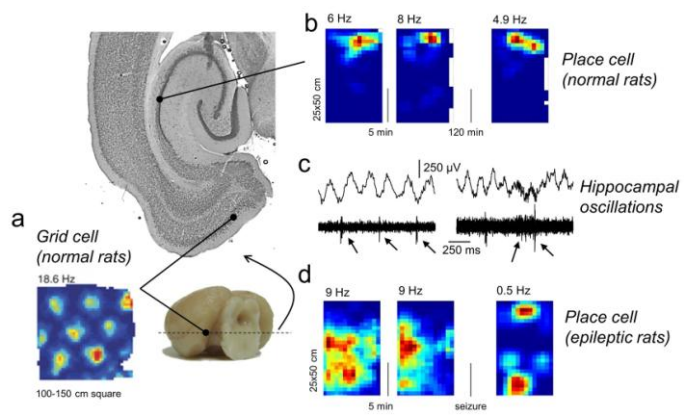 b
6 Hz
8 Hz
4.9 Hz
Place cell
(normal rats)
25x50 cm
5 min
120 min
c
250 µV
Hippocampal
oscillations
250 ms
a
Grid cell
(normal rats)
18.6 Hz
100-150 cm square
d
9 Hz
9 Hz
0.5 Hz
Place cell
(epileptic rats)
25x50 cm
5 min
seizure